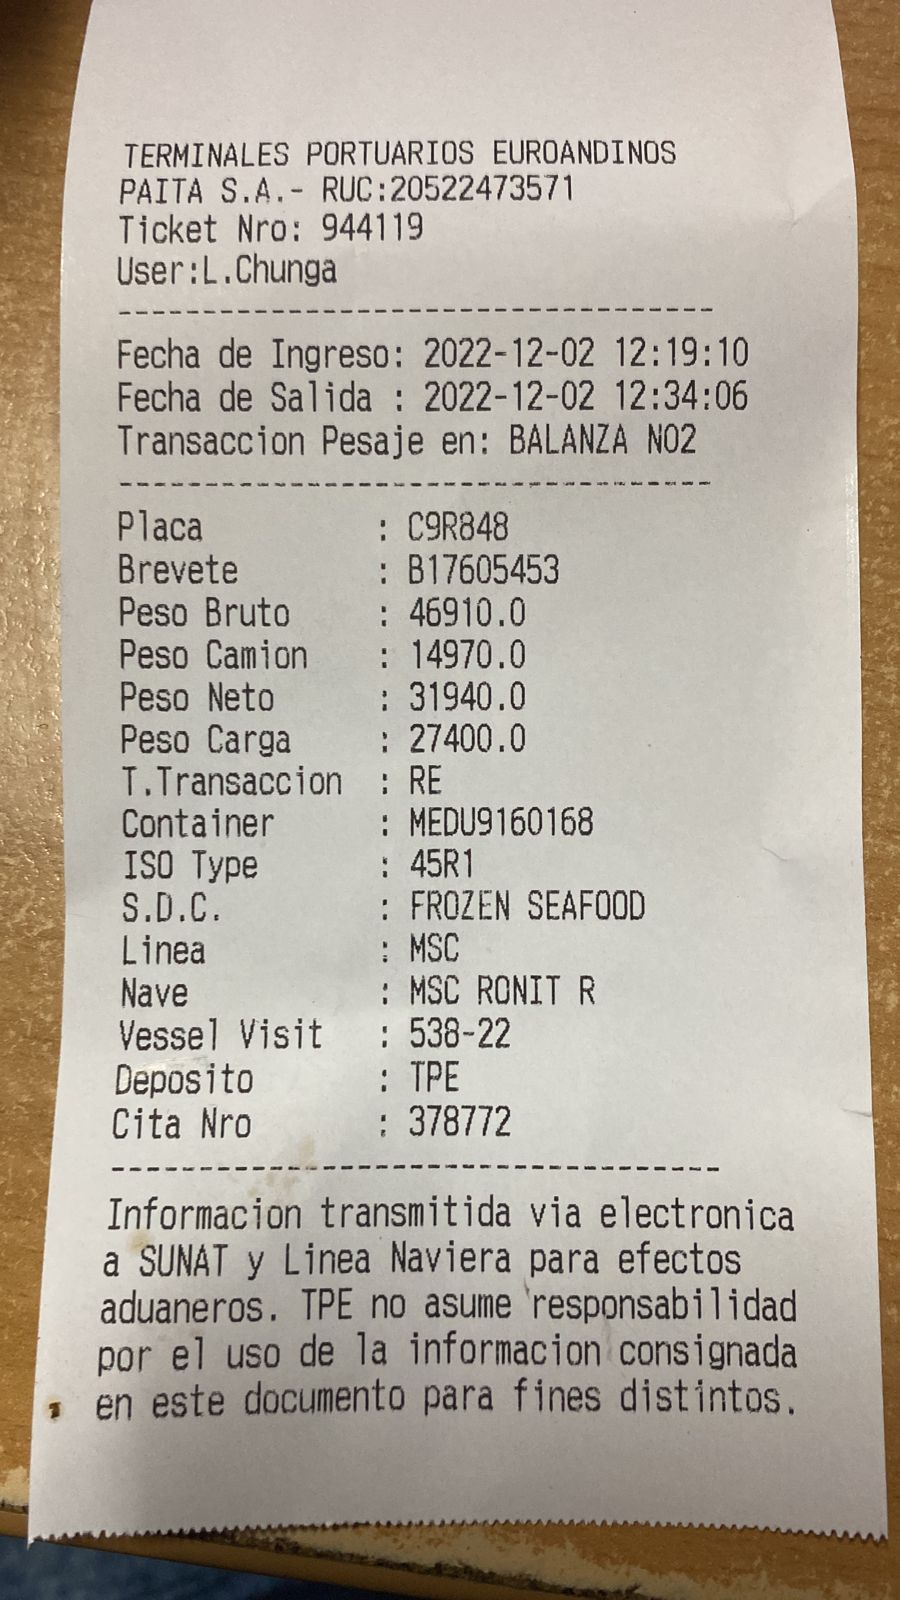 TERMINALES PORTUARIOS EUROANDINOS
PAITA S.A.- RUC:20522473571
Ticket Nro: 944119
User:L.Chunga
-----------------------------------
Fecha de Ingreso: 2022-12-02 12:19:10
Fecha de Salida : 2022-12-02 12:34:06
Transaccion Pesaje en: BALANZA NO2
-----------------------------------
Placa : C9R848
Brevete : B17605453
Peso Bruto : 46910.0
Peso Camion : 14970.0
Peso Neto : 31940.0
Peso Carga : 27400.0
T.Transaccion : RE
Container : MEDU9160168
ISO Type : 45R1
S.D.C. : FROZEN SEAFOOD
Linea : MSC
Nave : MSC RONIT R
Vessel Visit : 538-22
Deposito : TPE
Cita Nro : 378772
-----------------------------------
Informacion transmitida via electronica
a SUNAT y Linea Naviera para efectos
aduaneros. TPE no asume responsabilidad
por el uso de la informacion consignada
en este documento para fines distintos.